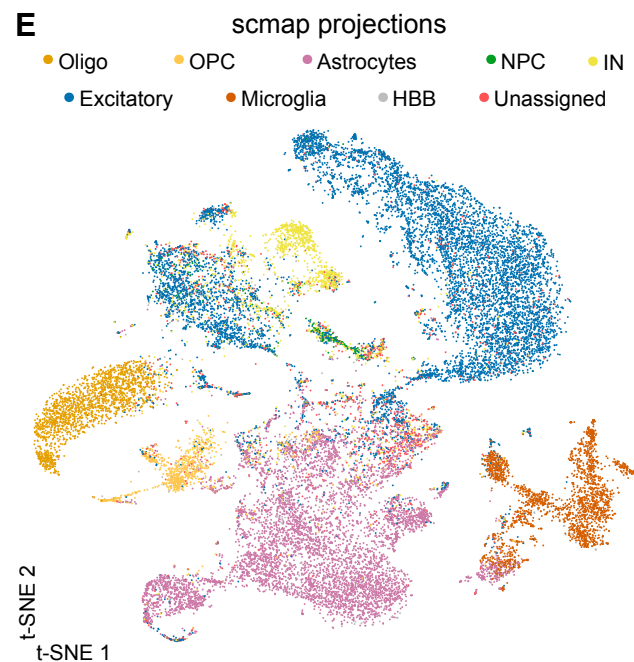 E
scmap projections
Oligo OPC Astrocytes NPC IN
Excitatory Microglia HBB Unassigned
t-SNE 2
t-SNE 1